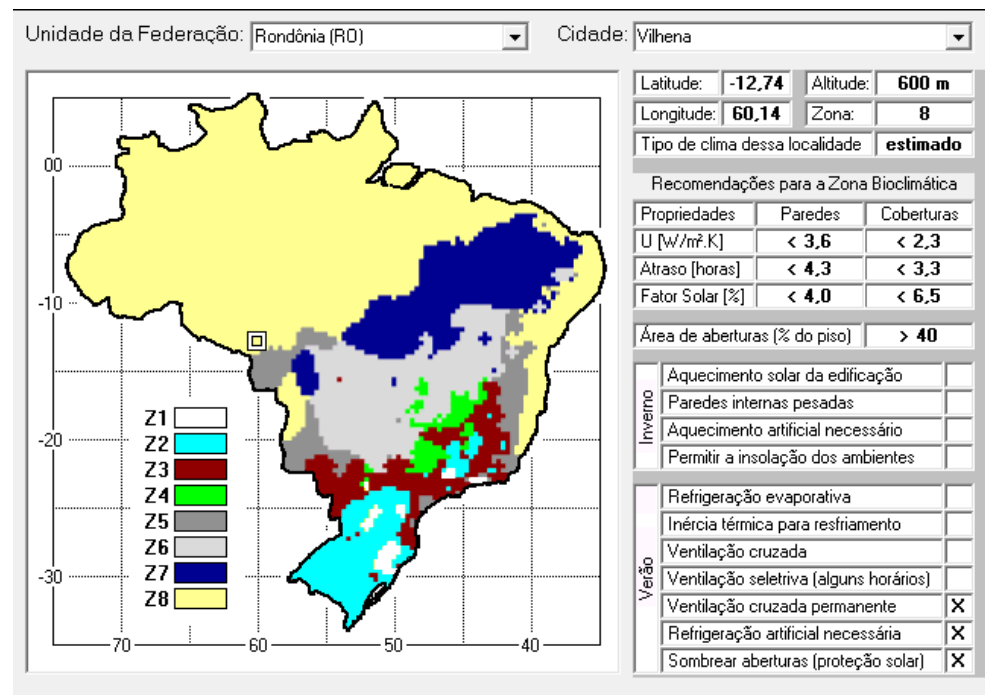 Unidade da Federação: Rondônia (RO) Cidade: Vilhena
Latitude: -12,74 Altitude: 600 m
Longitude: 60,14 Zona: 8
Tipo de clima dessa localidade estimado
Recomendações para a Zona Bioclimática
Propriedades Paredes Coberturas
U [W/m².K] < 3,6 < 2,3
Atraso [horas] < 4,3 < 3,3
Fator Solar [%] < 4,0 < 6,5
Área de aberturas (% do piso) > 40
Inverno
Aquecimento solar da edificação
Paredes internas pesadas
Aquecimento artificial necessário
Permitir a insolação dos ambientes
Verão
Refrigeração evaporativa
Inércia térmica para resfriamento
Ventilação cruzada
Ventilação seletiva (alguns horários)
Ventilação cruzada permanente X
Refrigeração artificial necessária X
Sombrear aberturas (proteção solar) X
00
-10
-20
-30
-70 60 50 40
Z1
Z2
Z3
Z4
Z5
Z6
Z7
Z8